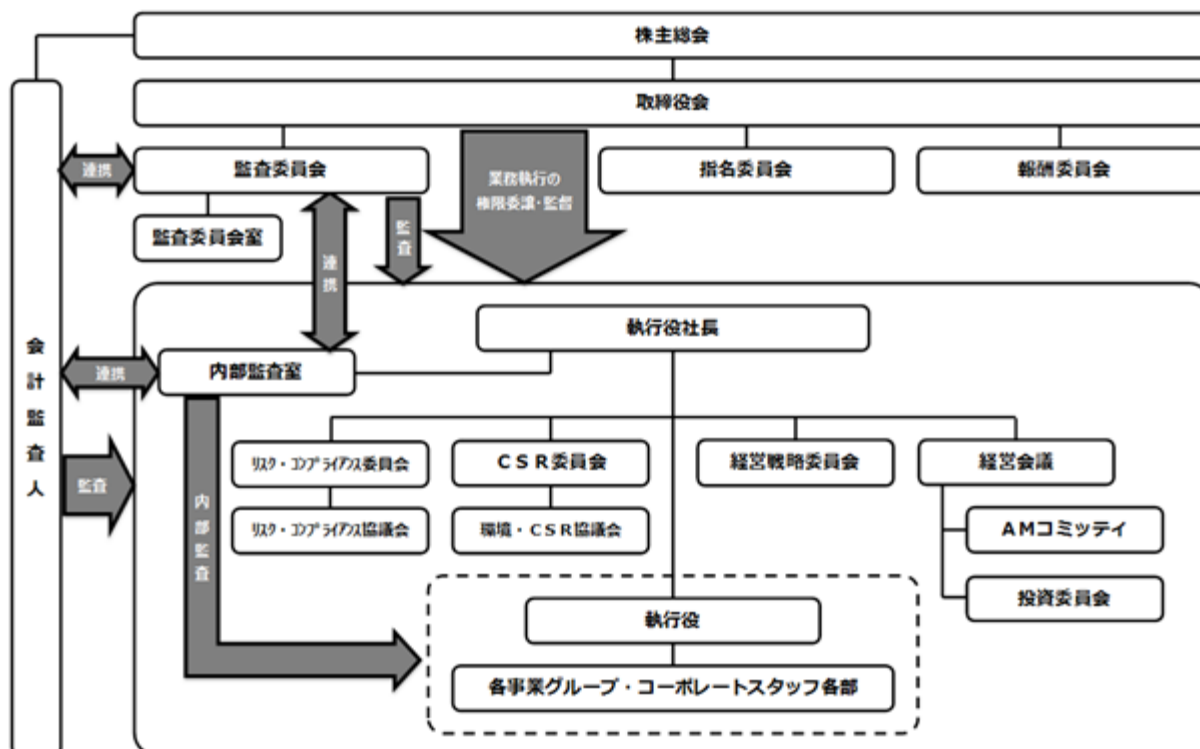 株主総会
取締役会
連携
監査委員会
業務執行の
権限委譲・監督
指名委員会
報酬委員会
監査委員会室
監査
連携
執行役社長
会計監査人
連携
内部監査室
監査
内部監査
ﾘｽｸ・ｺﾝﾌﾟﾗｲｱﾝｽ委員会
ＣＳＲ委員会
経営戦略委員会
経営会議
ﾘｽｸ・ｺﾝﾌﾟﾗｲｱﾝｽ協議会
環境・ＣＳＲ協議会
ＡＭコミッティ
投資委員会
執行役
各事業グループ・コーポレートスタッフ各部